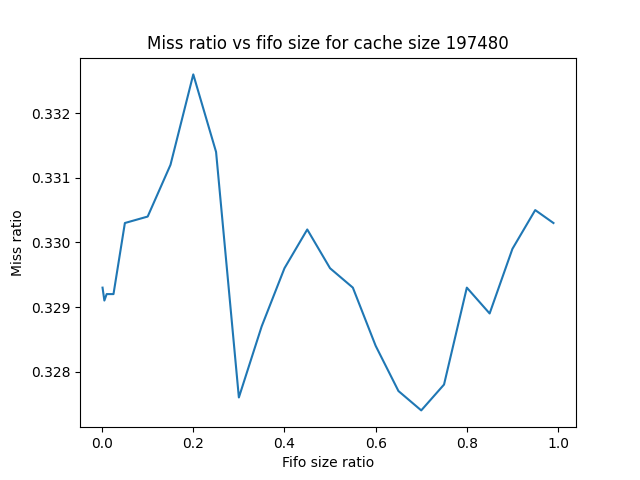 Miss ratio vs fifo size for cache size 197480
0.332
0.331
0.330
0.329
0.328
Miss ratio
0.0 0.2 0.4 0.6 0.8 1.0
Fifo size ratio